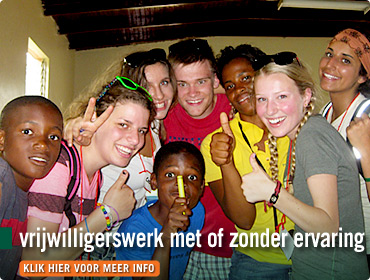 vrijwilligerswerk met of zonder ervaring
KLIK HIER VOOR MEER INFO